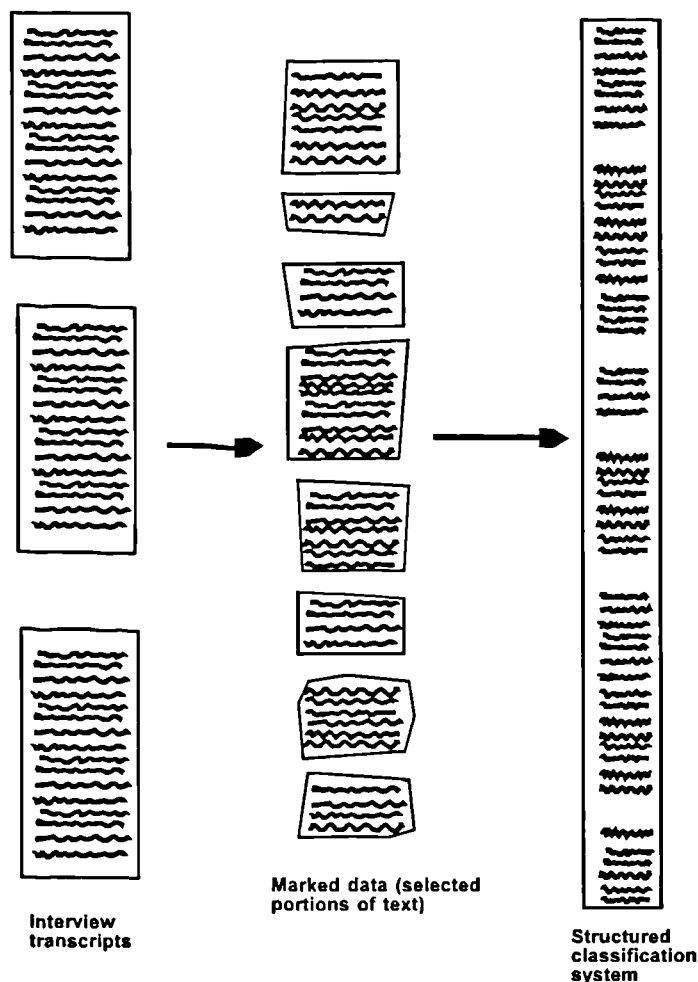 Interview
transcripts
Marked data (selected
portions of text)
Structured
classification
system